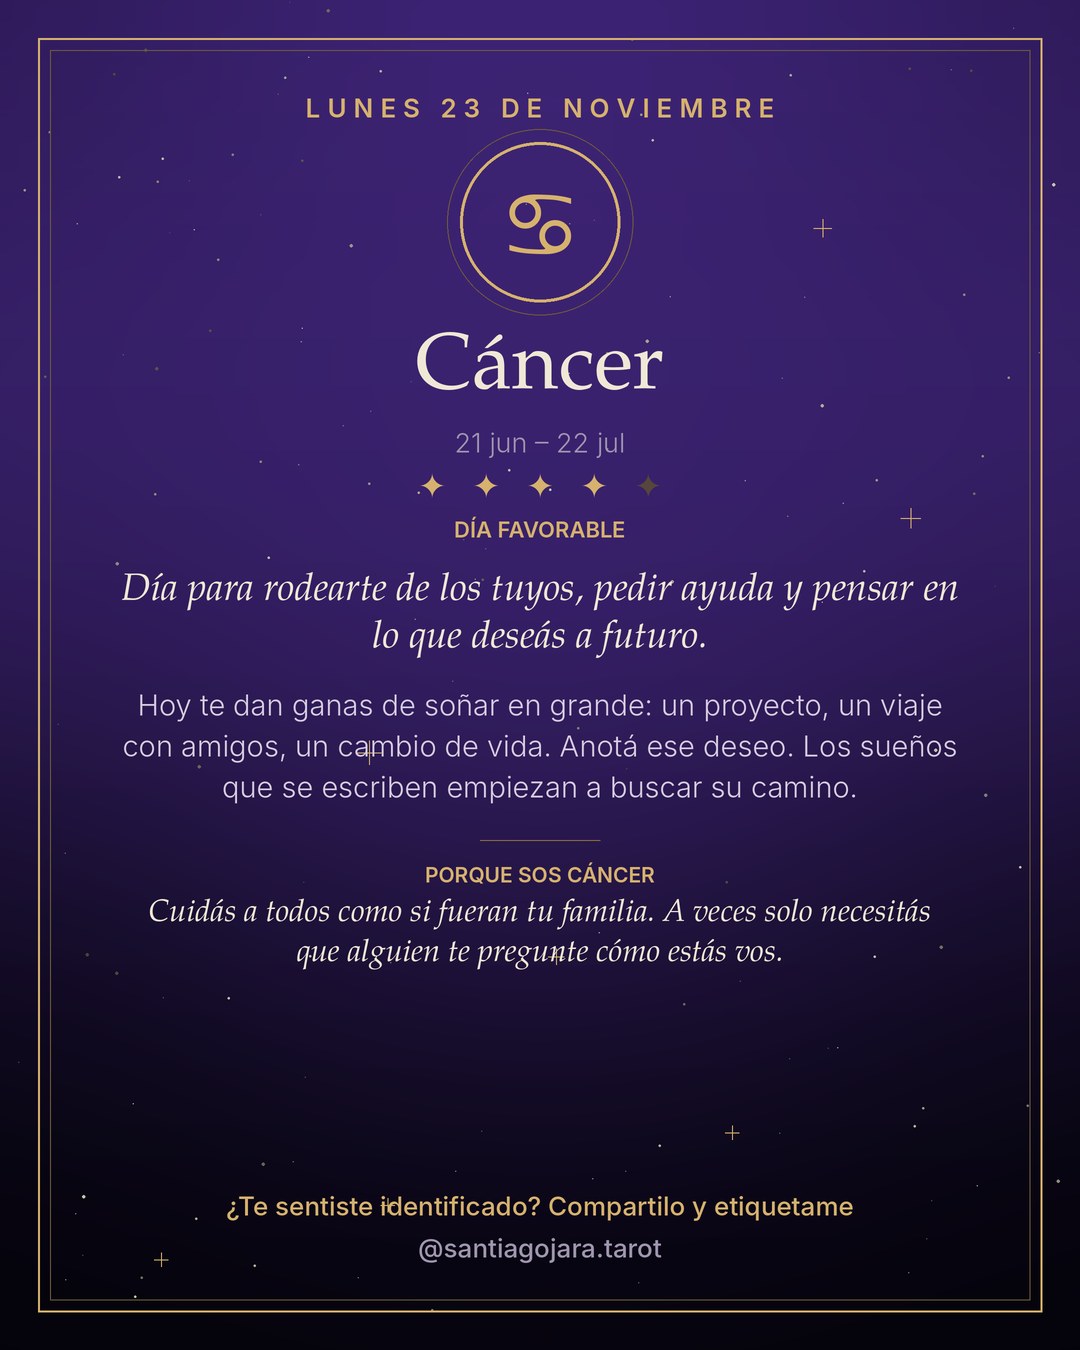 LUNES 23 DE NOVIEMBRE
♋
Cáncer
21 jun – 22 jul
DÍA FAVORABLE
Día para rodearte de los tuyos, pedir ayuda y pensar en
lo que deseás a futuro.
Hoy te dan ganas de soñar en grande: un proyecto, un viaje
con amigos, un cambio de vida. Anotá ese deseo. Los sueños
que se escriben empiezan a buscar su camino.
PORQUE SOS CÁNCER
Cuidás a todos como si fueran tu familia. A veces solo necesitás
que alguien te pregunte cómo estás vos.
¿Te sentiste identificado? Compartilo y etiquetame
@santiagojara.tarot